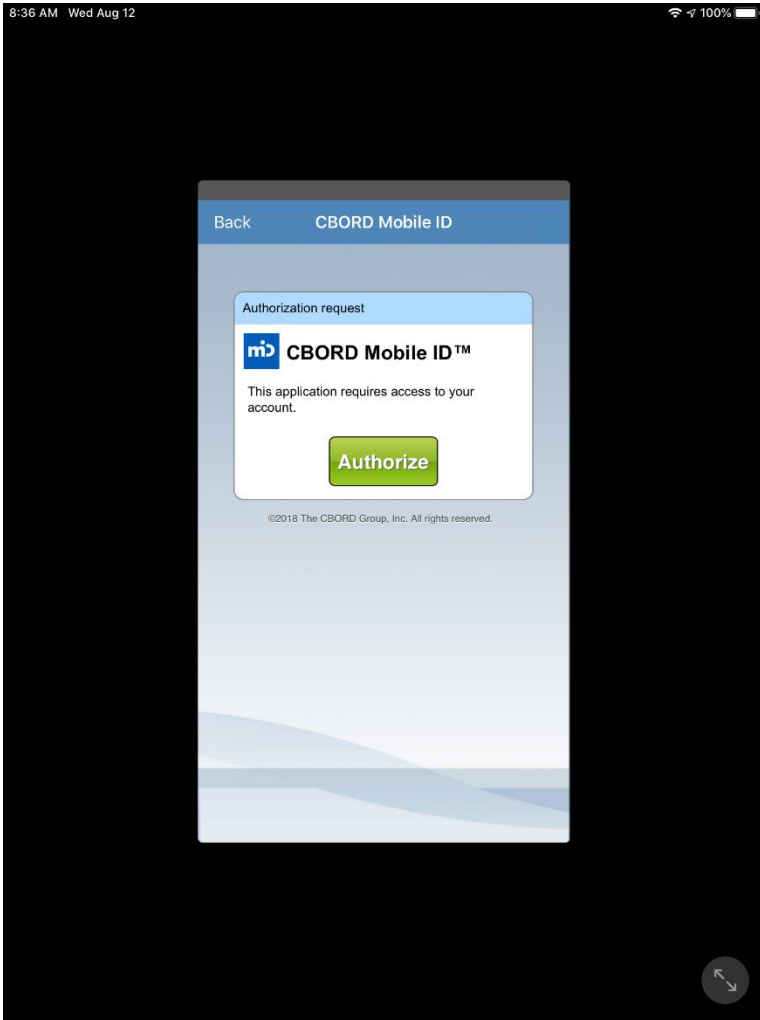 8:36 AM Wed Aug 12 100%
Back CBORD Mobile ID
Authorization request
mD CBORD Mobile ID™
This application requires access to your
account.
Authorize
©2018 The CBORD Group, Inc. All rights reserved.